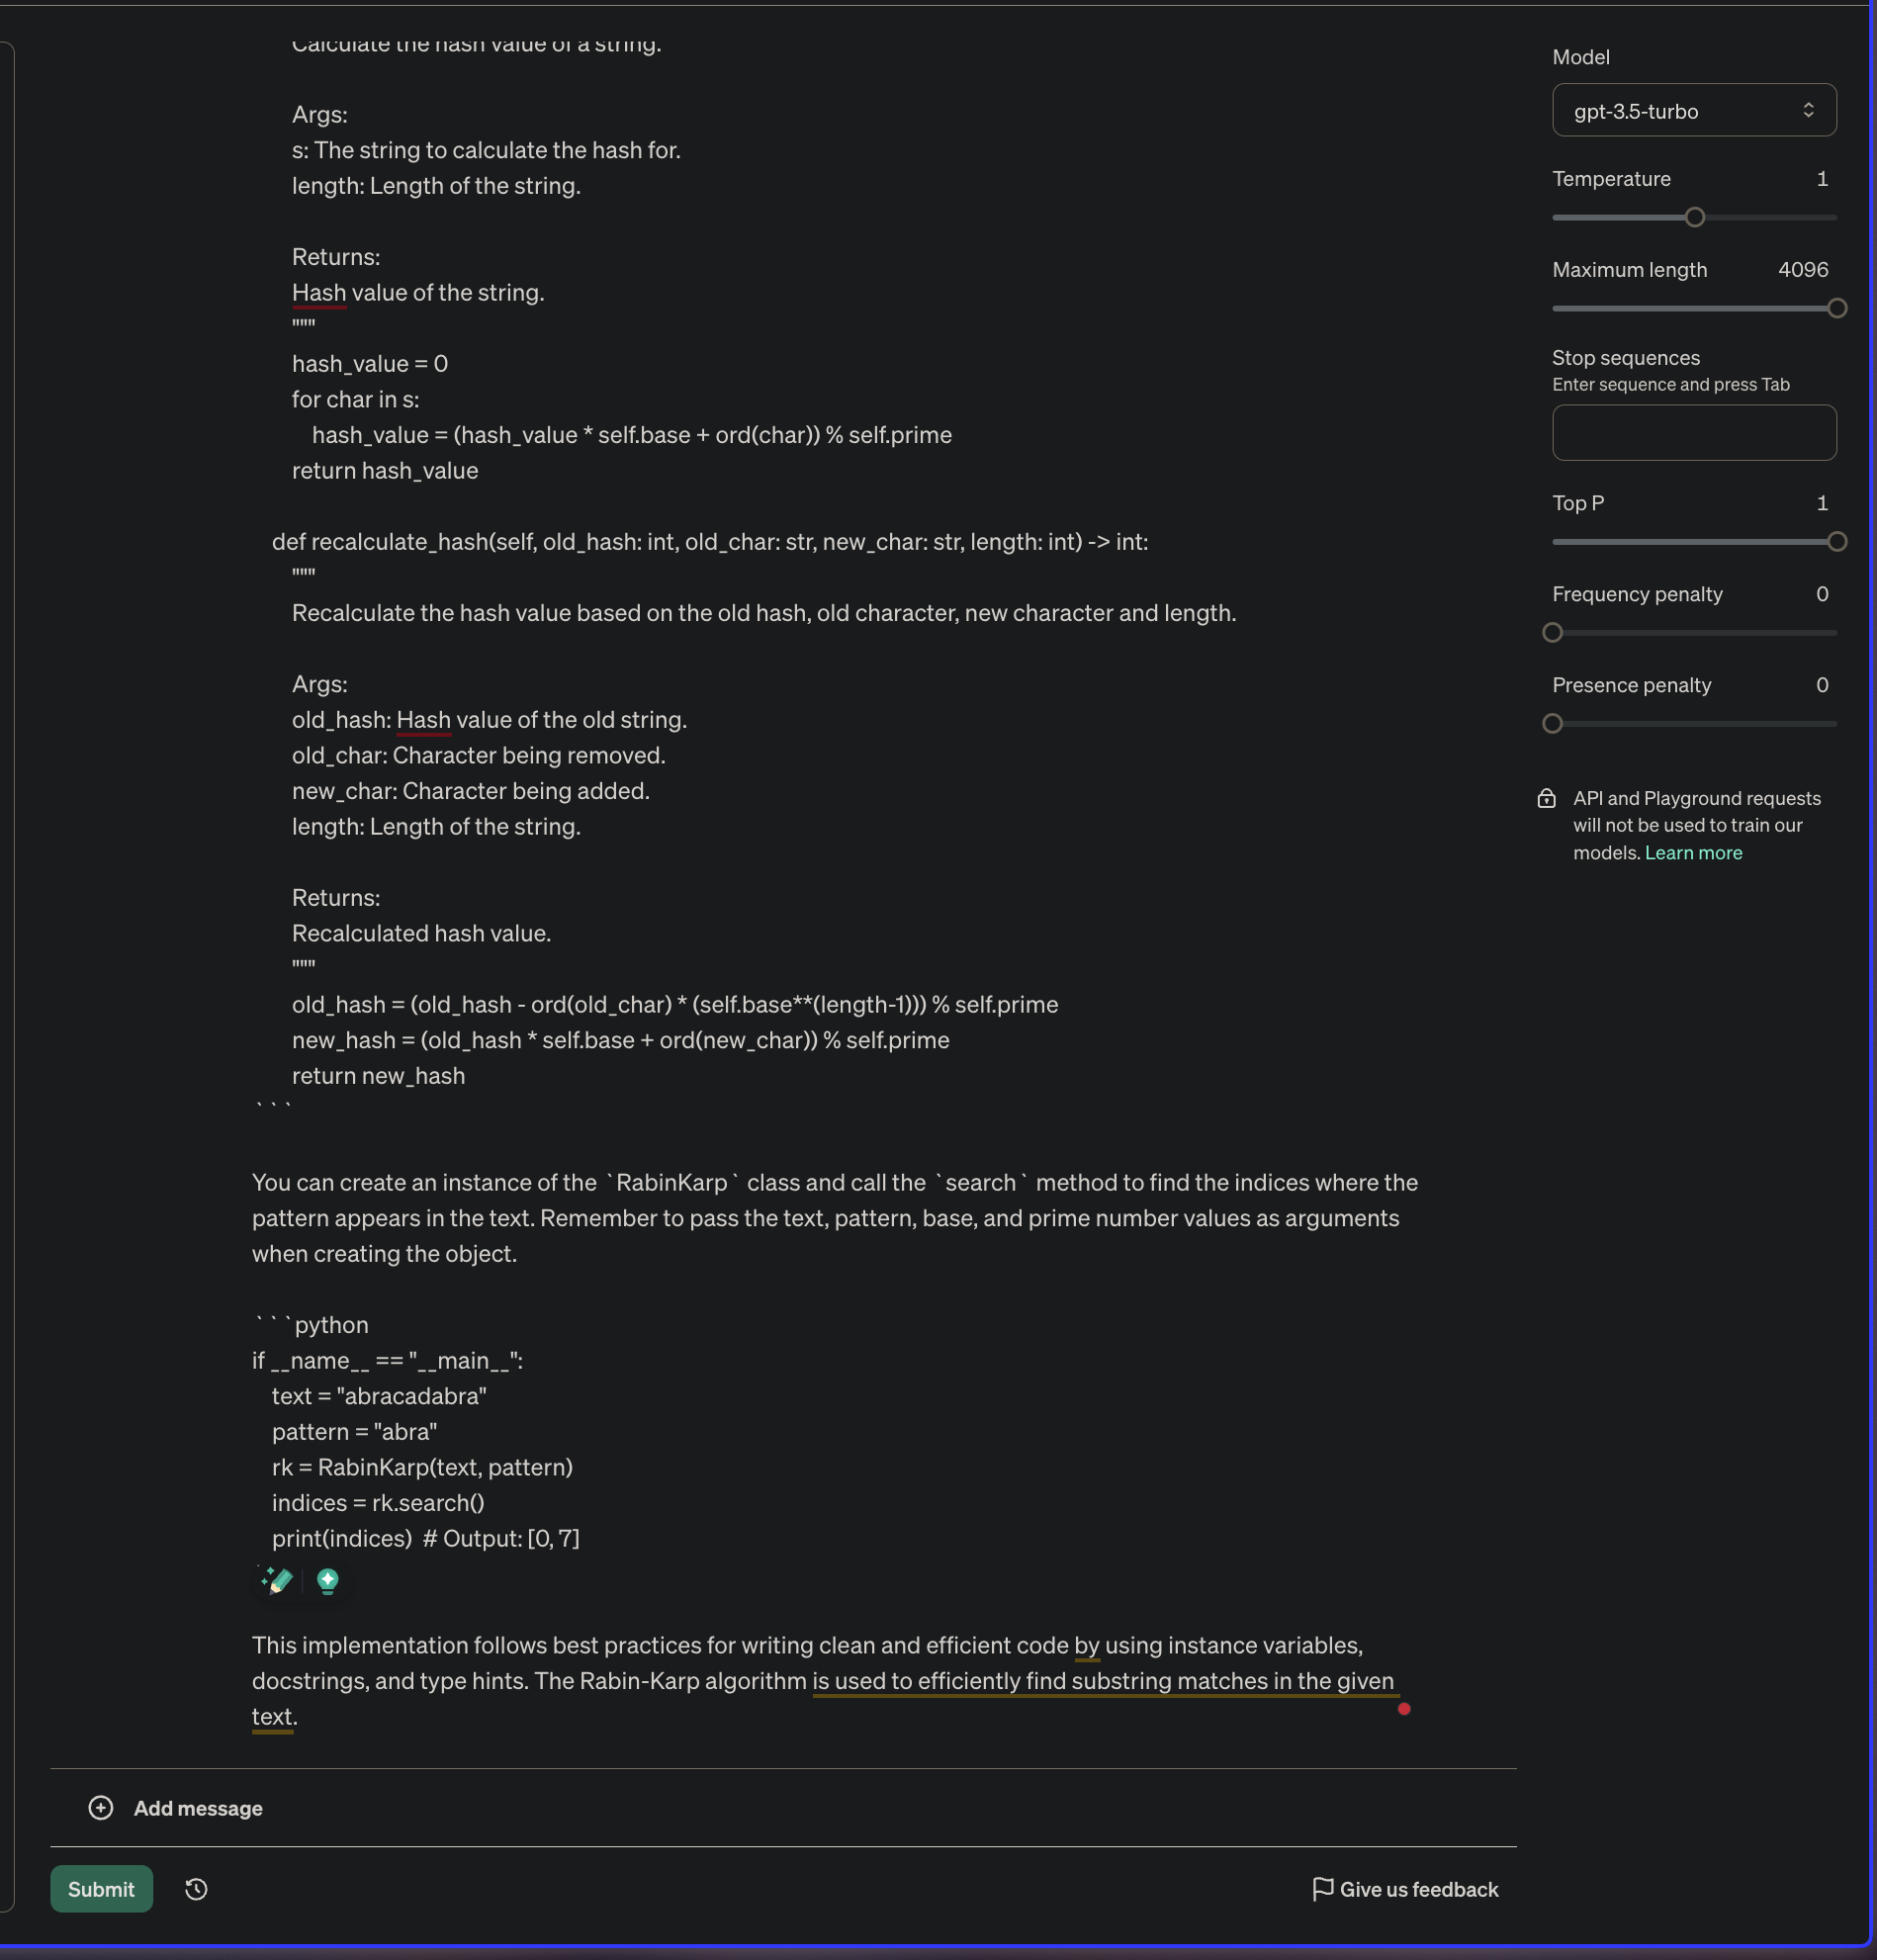 Calculate the hash value of a string.
Args:
s: The string to calculate the hash for.
length: Length of the string.
Returns:
Hash value of the string.
"""
hash_value = 0
for char in s:
hash_value = (hash_value * self.base + ord(char)) % self.prime
return hash_value
def recalculate_hash(self, old_hash: int, old_char: str, new_char: str, length: int) -> int:
"""
Recalculate the hash value based on the old hash, old character, new character and length.
Args:
old_hash: Hash value of the old string.
old_char: Character being removed.
new_char: Character being added.
length: Length of the string.
Returns:
Recalculated hash value.
"""
old_hash = (old_hash - ord(old_char) * (self.base**(length-1))) % self.prime
new_hash = (old_hash * self.base + ord(new_char)) % self.prime
return new_hash
```
You can create an instance of the `RabinKarp` class and call the `search` method to find the indices where the
pattern appears in the text. Remember to pass the text, pattern, base, and prime number values as arguments
when creating the object.
```python
if __name__ == "__main__":
text = "abracadabra"
pattern = "abra"
rk = RabinKarp(text, pattern)
indices = rk.search()
print(indices)  # Output: [0, 7]
This implementation follows best practices for writing clean and efficient code by using instance variables,
docstrings, and type hints. The Rabin-Karp algorithm is used to efficiently find substring matches in the given
text.
Add message
Submit
Give us feedback
Model
gpt-3.5-turbo
Temperature 1
Maximum length 4096
Stop sequences
Enter sequence and press Tab
Top P 1
Frequency penalty 0
Presence penalty 0
API and Playground requests
will not be used to train our
models. Learn more